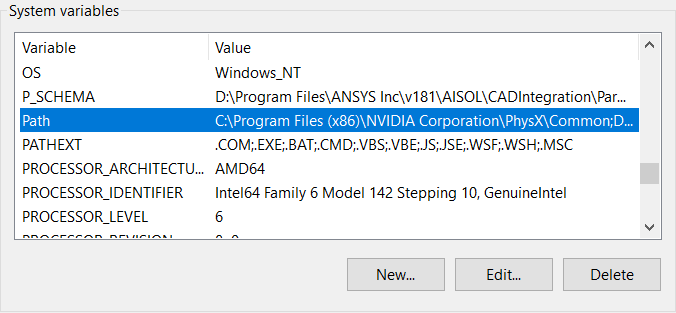 System variables
Variable Value
OS Windows_NT
P_SCHEMA D:\Program Files\ANSYS Inc\v181\AISOL\CADIntegration\Par...
Path C:\Program Files (x86)\NVIDIA Corporation\PhysX\Common;D...
PATHEXT .COM;.EXE;.BAT;.CMD;.VBS;.VBE;.JS;.JSE;.WSF;.WSH;.MSC
PROCESSOR_ARCHITECTU... AMD64
PROCESSOR_IDENTIFIER Intel64 Family 6 Model 142 Stepping 10, GenuineIntel
PROCESSOR_LEVEL 6
New... Edit... Delete